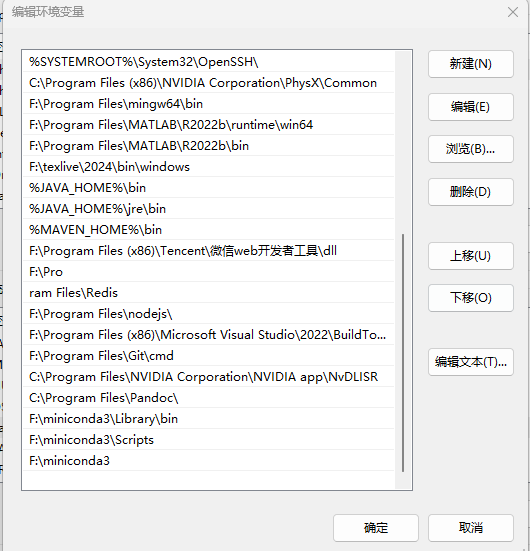 编辑环境变量
%SYSTEMROOT%\System32\OpenSSH\
C:\Program Files (x86)\NVIDIA Corporation\PhysX\Common
F:\Program Files\mingw64\bin
F:\Program Files\MATLAB\R2022b\runtime\win64
F:\Program Files\MATLAB\R2022b\bin
F:\texlive\2024\bin\windows
%JAVA_HOME%\bin
%JAVA_HOME%\jre\bin
%MAVEN_HOME%\bin
F:\Program Files (x86)\Tencent\微信web开发者工具\dll
F:\Pro
ram Files\Redis
F:\Program Files\nodejs\
F:\Program Files (x86)\Microsoft Visual Studio\2022\BuildTo...
F:\Program Files\Git\cmd
C:\Program Files\NVIDIA Corporation\NVIDIA app\NvDLISR
C:\Program Files\Pandoc\
F:\miniconda3\Library\bin
F:\miniconda3\Scripts
F:\miniconda3
新建(N)
编辑(E)
浏览(B)...
删除(D)
上移(U)
下移(O)
编辑文本(T)...
确定
取消